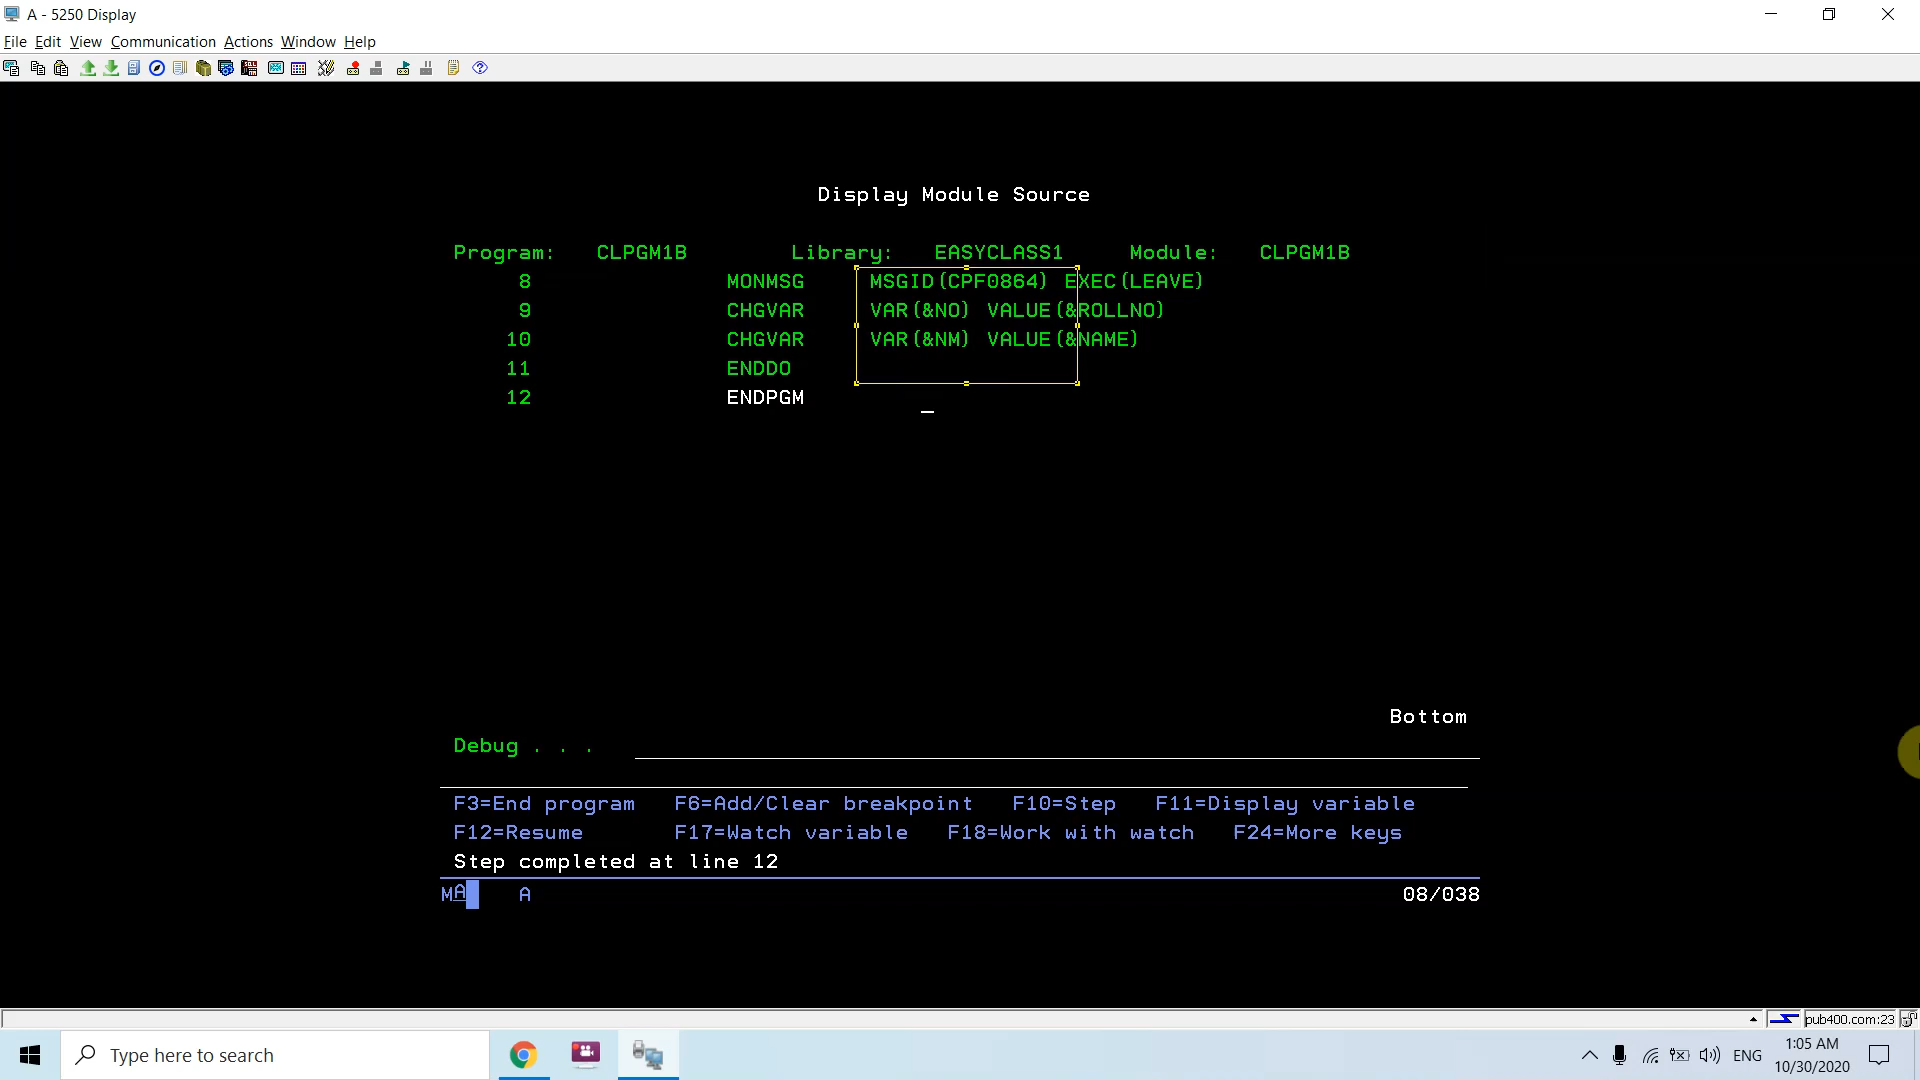 A - 5250 Display
File Edit View Communication Actions Window Help
Display Module Source
Program: CLPGM1B Library: EASYCLASS1 Module: CLPGM1B
8 MONMSG MSGID(CPF0864) EXEC(LEAVE)
9 CHGVAR VAR(&NO) VALUE(&ROLLNO)
10 CHGVAR VAR(&NM) VALUE(&NAME)
11 ENDDO
12 ENDPGM
Bottom
Debug . . .
F3=End program F6=Add/Clear breakpoint F10=Step F11=Display variable
F12=Resume F17=Watch variable F18=Work with watch F24=More keys
Step completed at line 12
MA A 08/038
pub400.com:23
Type here to search
ENG
1:05 AM
10/30/2020